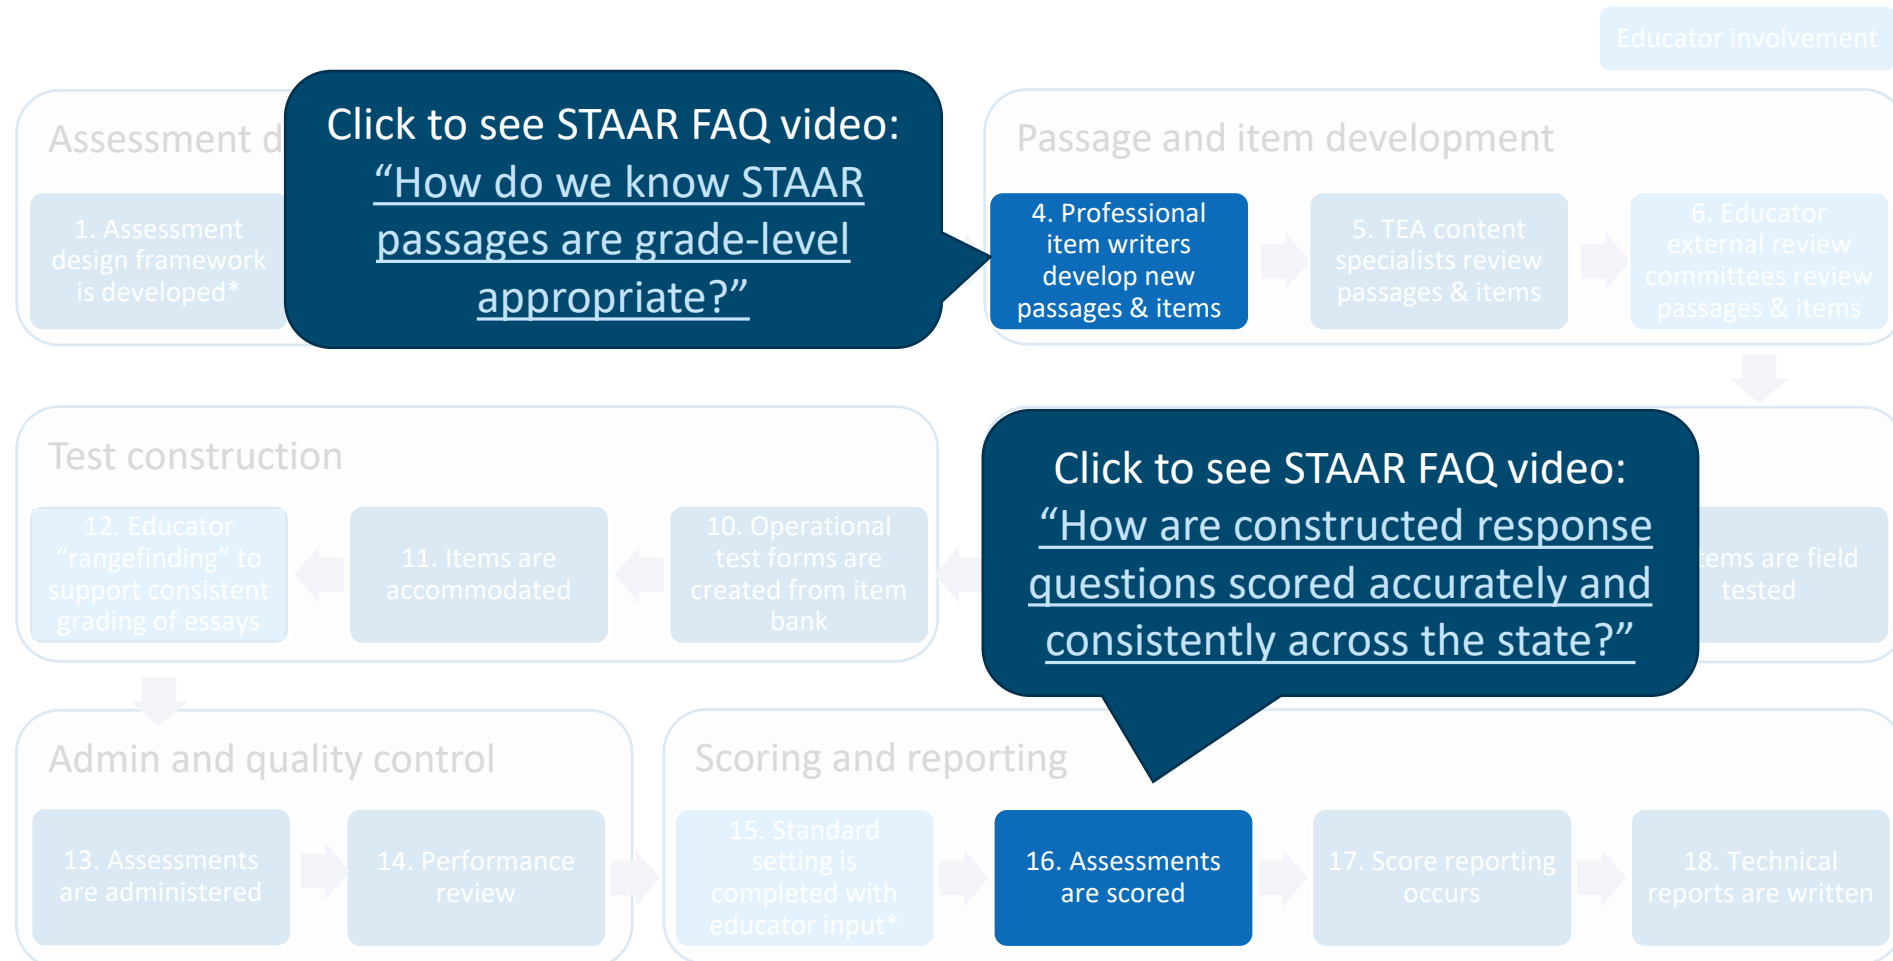 Educator involvement
Assessment d
1. Assessment
design framework
is developed*
Click to see STAAR FAQ video:
“How do we know STAAR
passages are grade-level
appropriate?”
Passage and item development
4. Professional
item writers
develop new
passages & items
5. TEA content
specialists review
passages & items
6. Educator
external review
committees review
passages & items
Test construction
12. Educator
“rangefinding” to
support consistent
grading of essays
11. Items are
accommodated
10. Operational
test forms are
created from item
bank
Click to see STAAR FAQ video:
“How are constructed response
questions scored accurately and
consistently across the state?”
tems are field
tested
Admin and quality control
13. Assessments
are administered
14. Performance
review
Scoring and reporting
15. Standard
setting is
completed with
educator input*
16. Assessments
are scored
17. Score reporting
occurs
18. Technical
reports are written